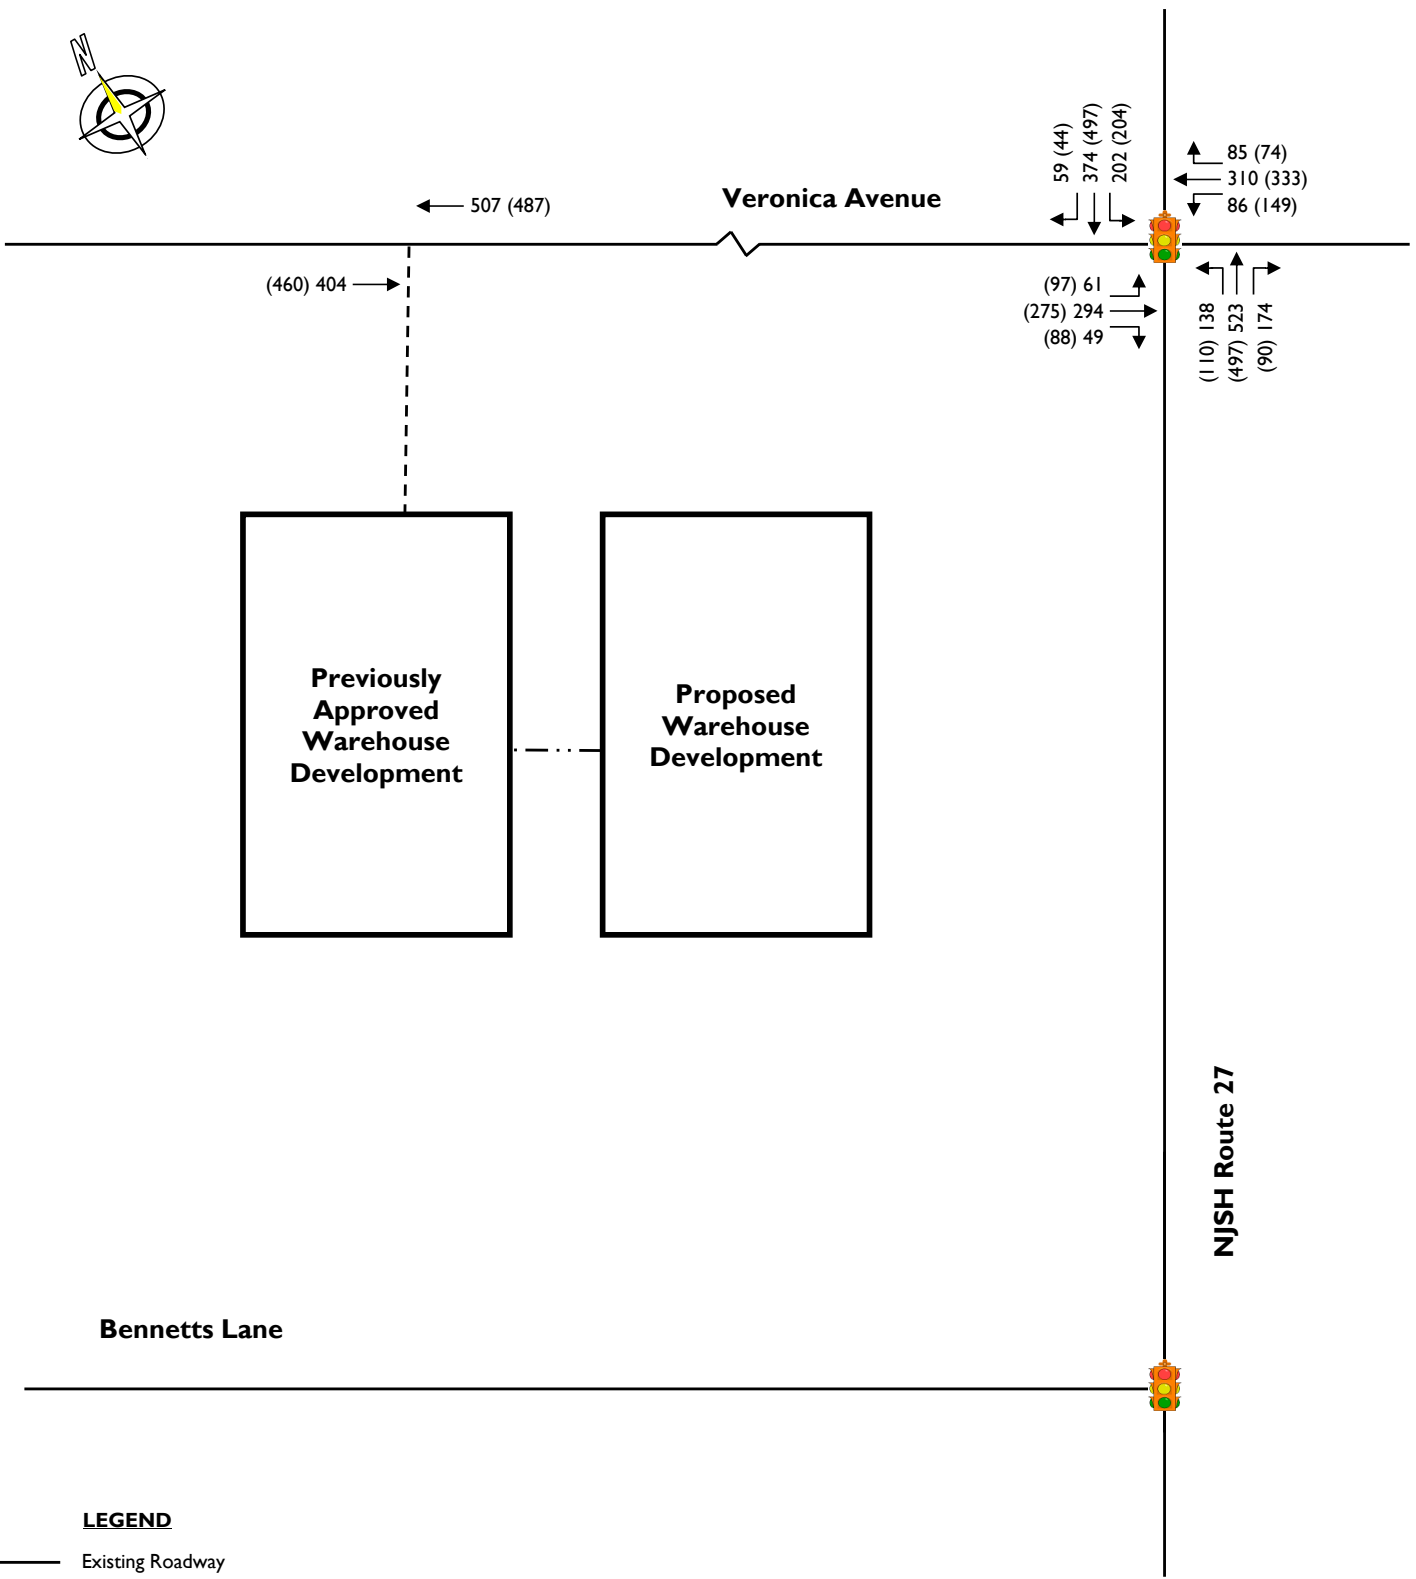 N
59 (44)
374 (497)
202 (204)
85 (74)
310 (333)
86 (149)
Veronica Avenue
507 (487)
(460) 404
(97) 61
(275) 294
(88) 49
(110) 138
(497) 523
(90) 174
Previously
Approved
Warehouse
Development
Proposed
Warehouse
Development
NJSH Route 27
Bennetts Lane
LEGEND
Existing Roadway